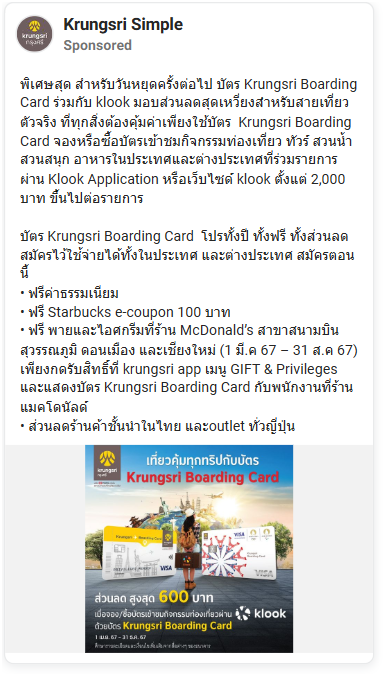 Krungsri Simple
Sponsored
พิเศษสุด สำหรับวันหยุดครั้งต่อไป บัตร Krungsri Boarding
Card ร่วมกับ klook มอบส่วนลดสุดเหวี่ยงสำหรับสายเที่ยว
ตัวจริง ที่ทุกสิ่งต้องคุ้มค่าเพียงใช้บัตร Krungsri Boarding
Card จองหรือซื้อบัตรเข้าชมกิจกรรมท่องเที่ยว ทัวร์ สวนน้ำ
สวนสนุก อาหารในประเทศและต่างประเทศที่ร่วมรายการ
ผ่าน Klook Application หรือเว็บไซต์ klook ตั้งแต่ 2,000
บาท ขึ้นไปต่อรายการ
บัตร Krungsri Boarding Card โปรทั้งปี ทั้งฟรี ทั้งส่วนลด
สมัครไว้ใช้จ่ายได้ทั้งในประเทศ และต่างประเทศ สมัครตอน
นี้
• ฟรีค่าธรรมเนียม
• ฟรี Starbucks e-coupon 100 บาท
• ฟรี พายและไอศกรีมที่ร้าน McDonald's สาขาสนามบิน
สุวรรณภูมิ ดอนเมือง และเชียงใหม่ (1 มี.ค 67 – 31 ส.ค 67)
เพียงกดรับสิทธิ์ที่ krungsri app เมนู GIFT & Privileges
และแสดงบัตร Krungsri Boarding Card กับพนักงานที่ร้าน
แมคโดนัลด์
• ส่วนลดร้านค้าชั้นนำในไทย และoutlet ทั่วญี่ปุ่น
krungsri
กรุงศรี
เที่ยวคุ้มทุกทริปกับบัตร
Krungsri Boarding Card
VISA
VISA
ส่วนลด สูงสุด 600 บาท
เมื่อจอง/ซื้อบัตรเข้าชมกิจกรรมท่องเที่ยวผ่าน klook
ด้วยบัตร Krungsri Boarding Card